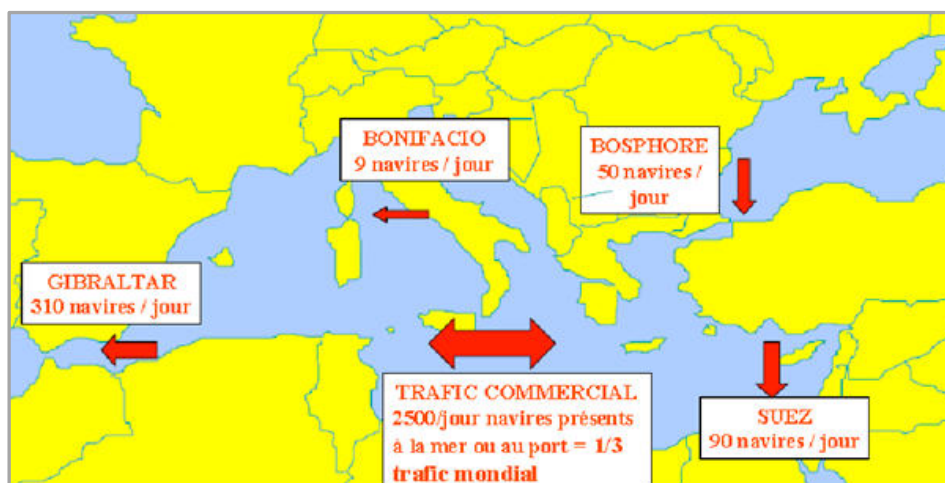 BONIFACIO
9 navires / jour
BOSPHORE
50 navires /
jour
GIBRALTAR
310 navires / jour
TRAFIC COMMERCIAL
2500/jour navires présents
à la mer ou au port = 1/3
trafic mondial
SUEZ
90 navires / jour